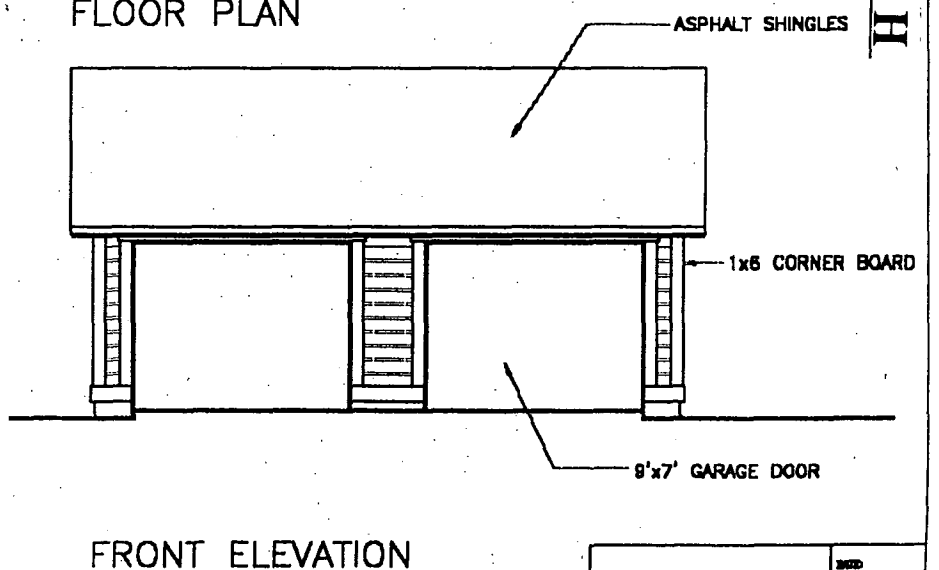 FLOOR PLAN
ASPHALT SHINGLES
H
1x6 CORNER BOARD
9'x7' GARAGE DOOR
FRONT ELEVATION